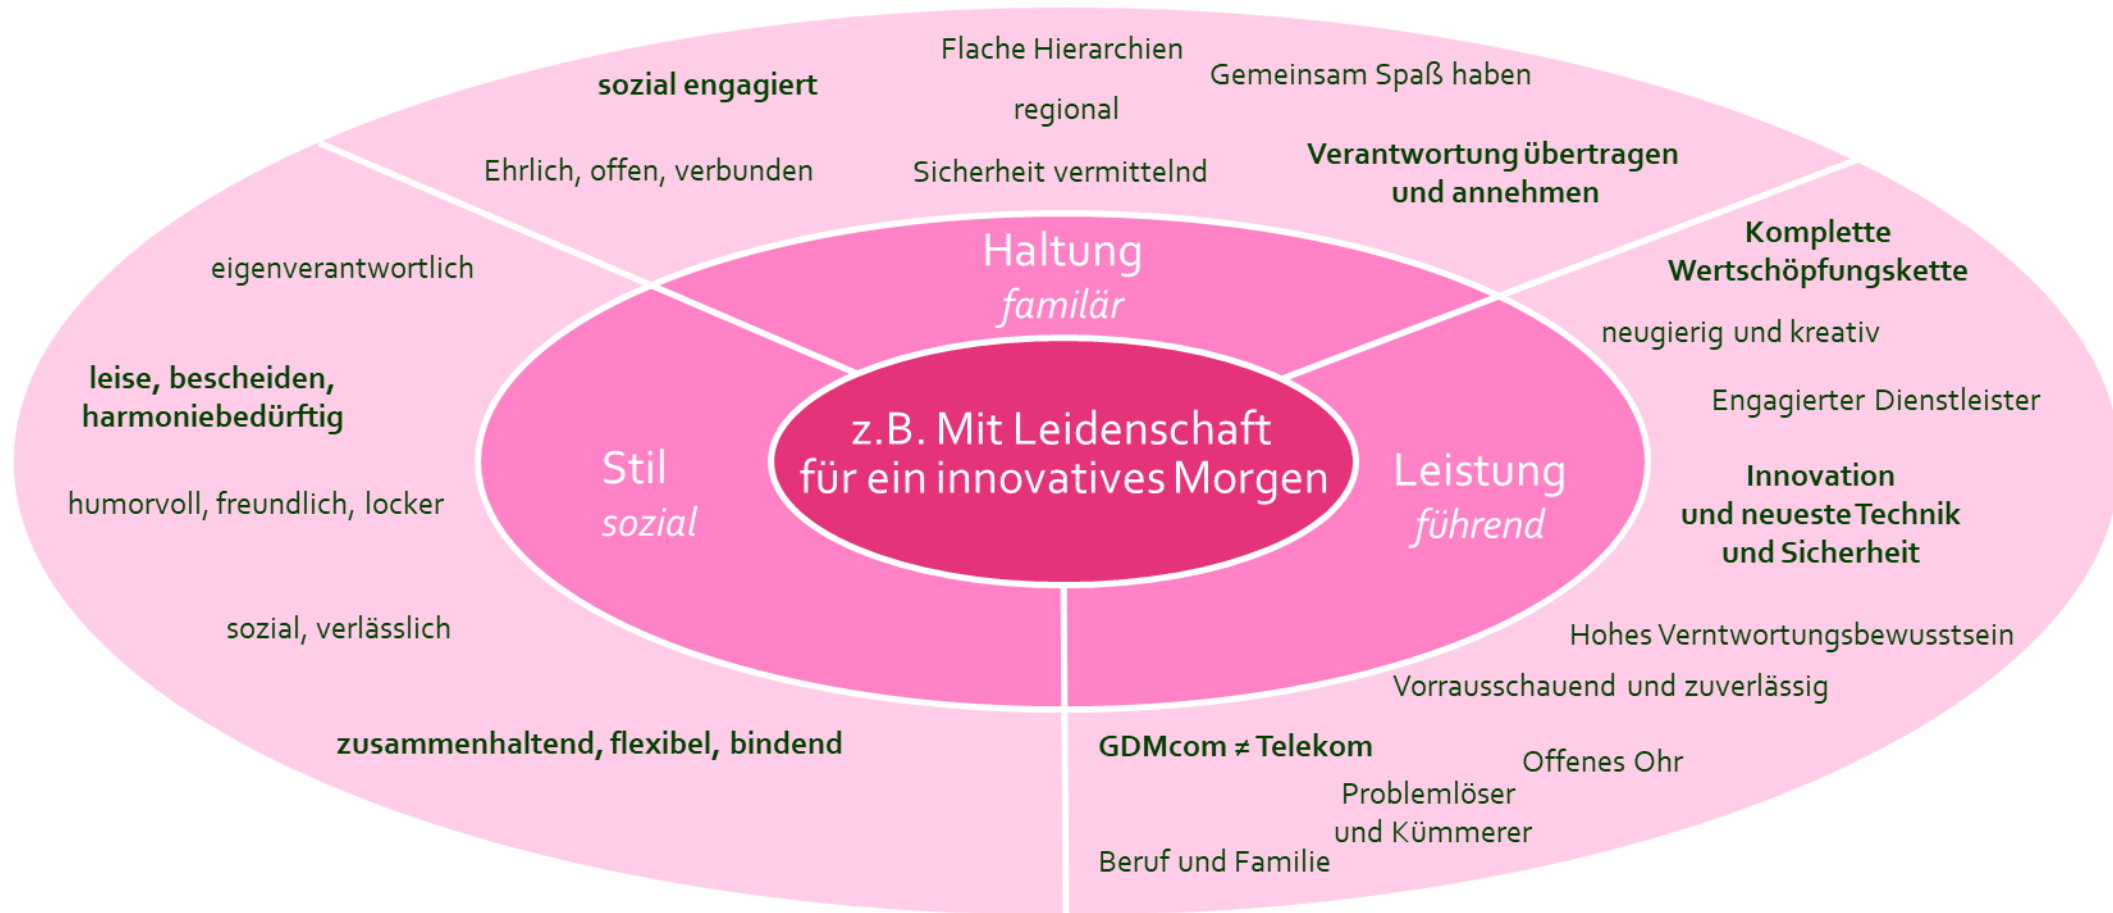 Flache Hierarchien
sozial engagiert
Gemeinsam Spaß haben
regional
Ehrlich, offen, verbunden
Sicherheit vermittelnd
Verantwortung übertragen
und annehmen
Haltung
familär
eigenverantwortlich
leise, bescheiden,
harmoniebedürftig
humorvoll, freundlich, locker
sozial, verlässlich
zusammenhaltend, flexibel, bindend
Stil
sozial
z.B. Mit Leidenschaft
für ein innovatives Morgen
Leistung
führend
Komplette
Wertschöpfungskette
neugierig und kreativ
Engagierter Dienstleister
Innovation
und neueste Technik
und Sicherheit
Hohes Verntwortungsbewusstsein
Vorrausschauend und zuverlässig
GDMcom ≠ Telekom
Offenes Ohr
Problemlöser
und Kümmerer
Beruf und Familie